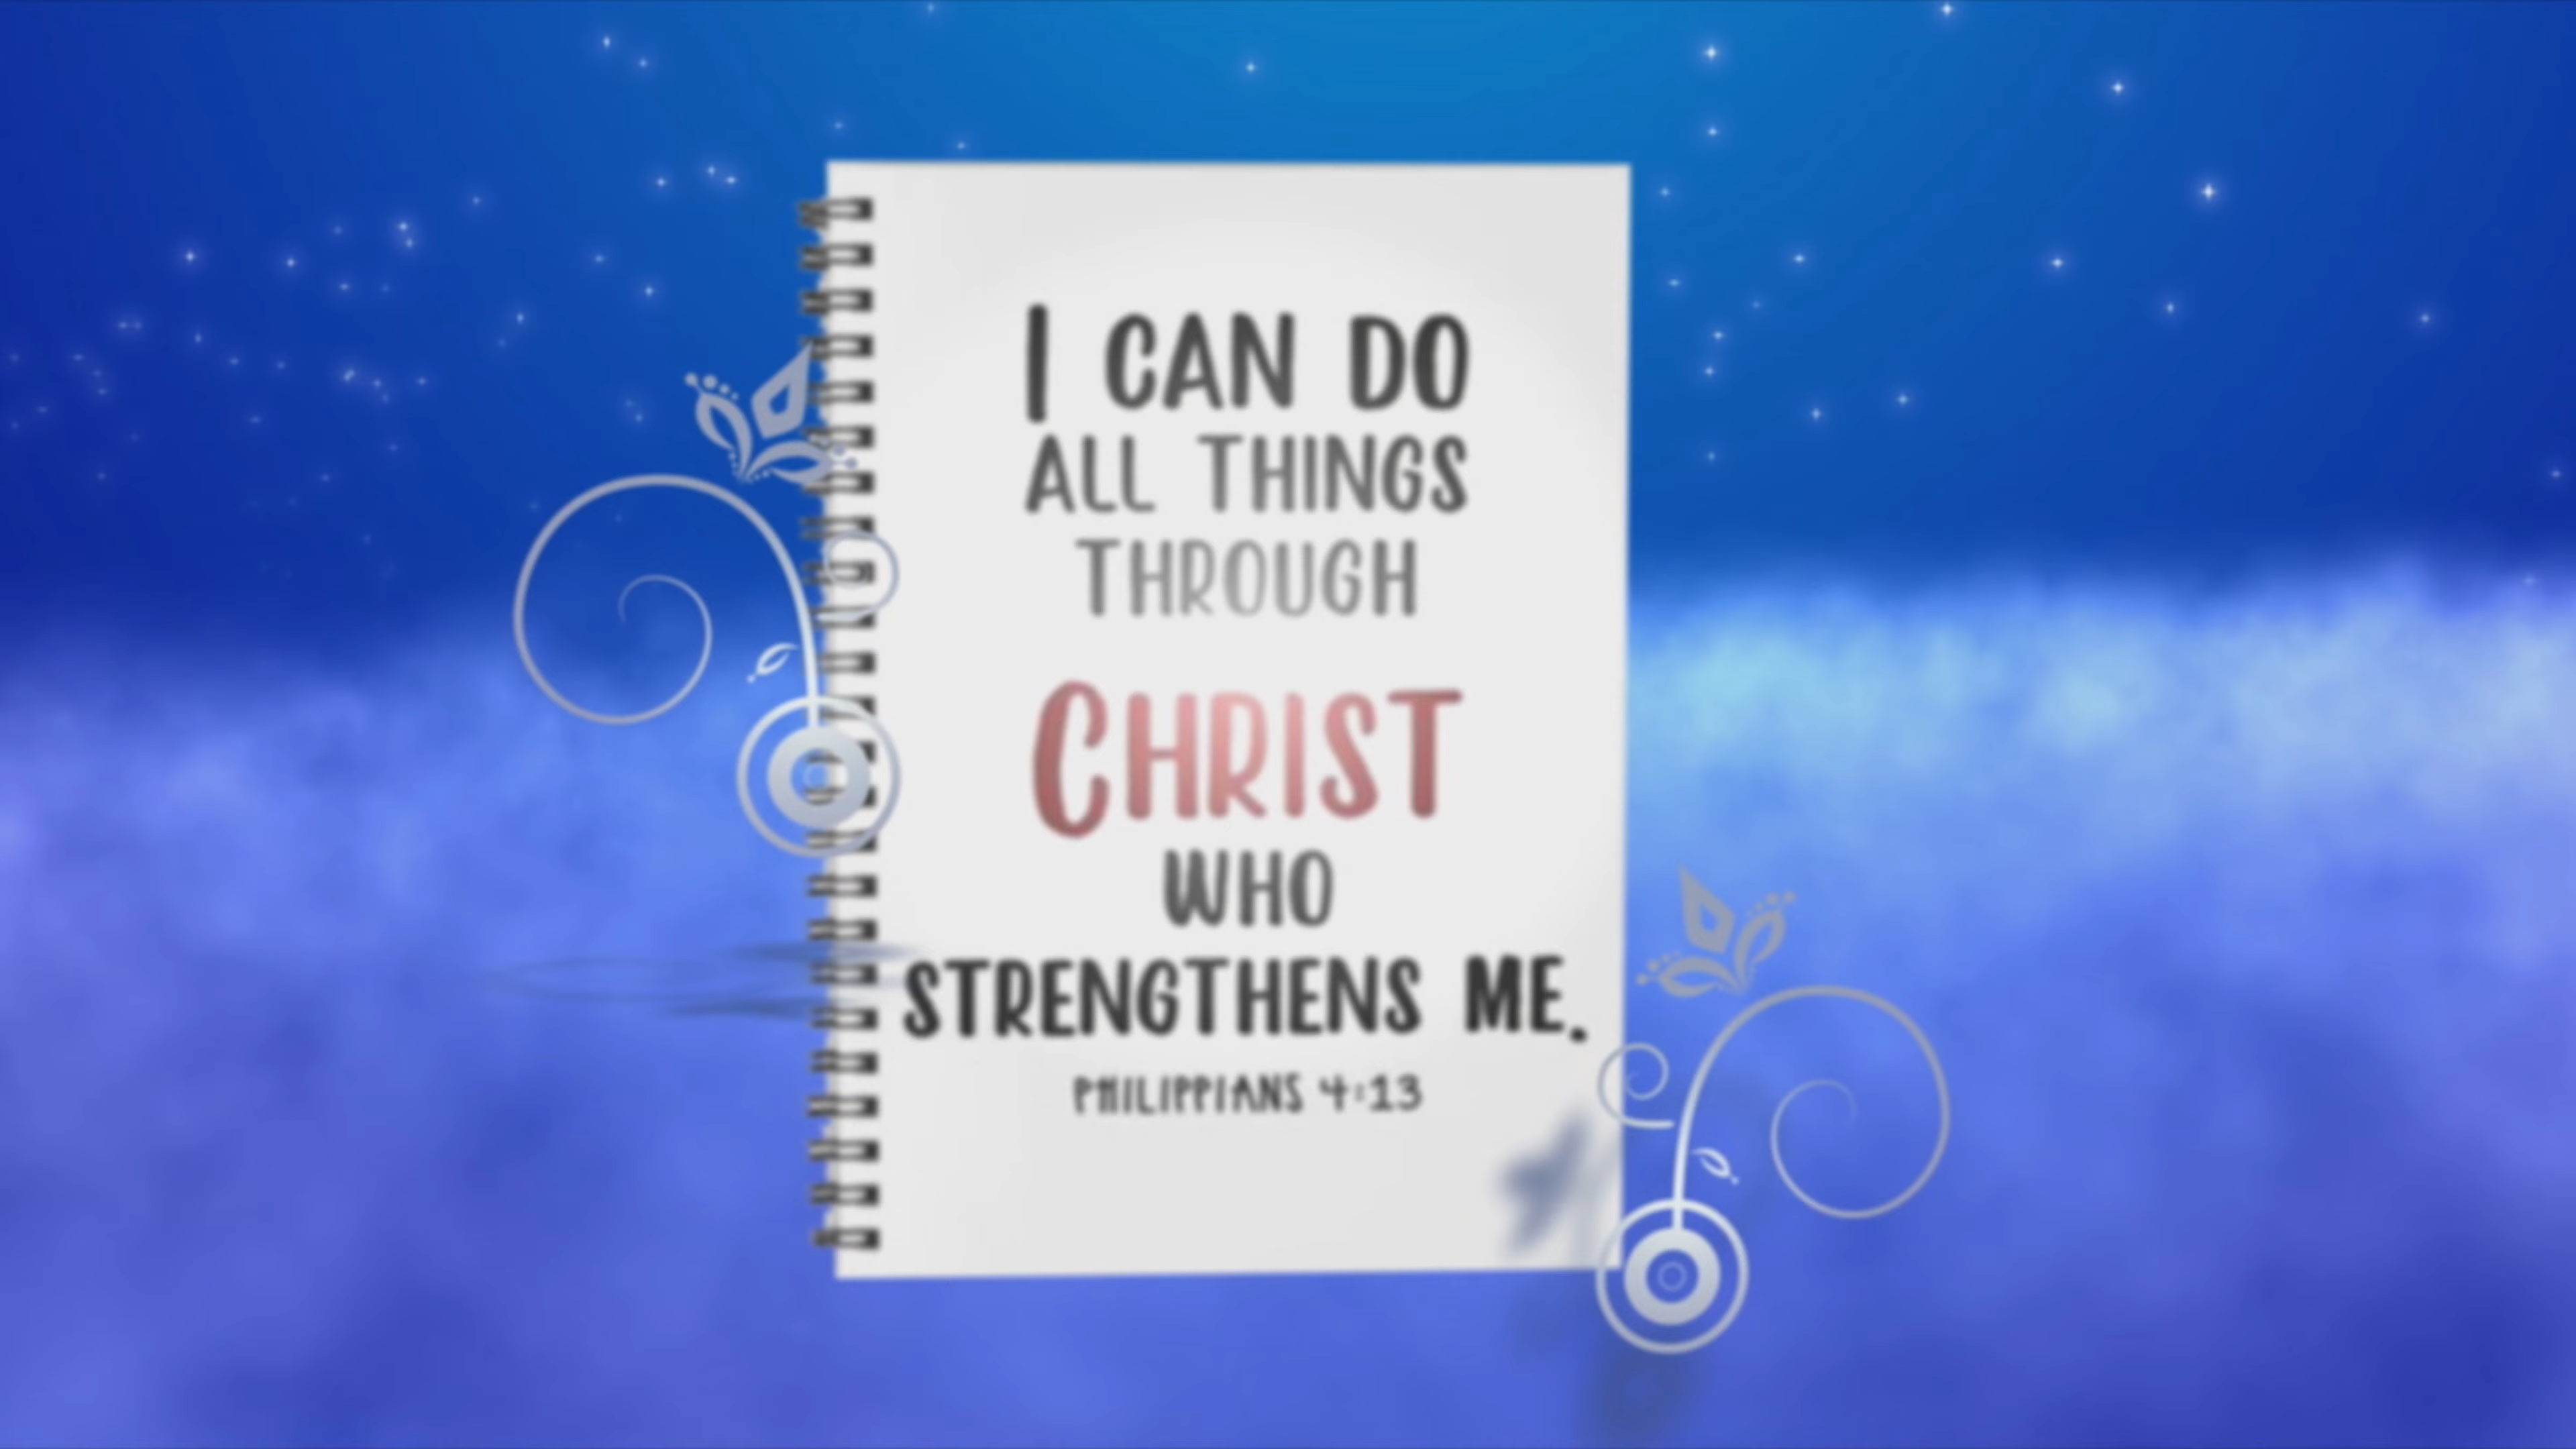 I CAN DO
ALL THINGS
THROUGH
CHRIST
WHO
STRENGTHENS ME.
PHILIPPIANS 4:13